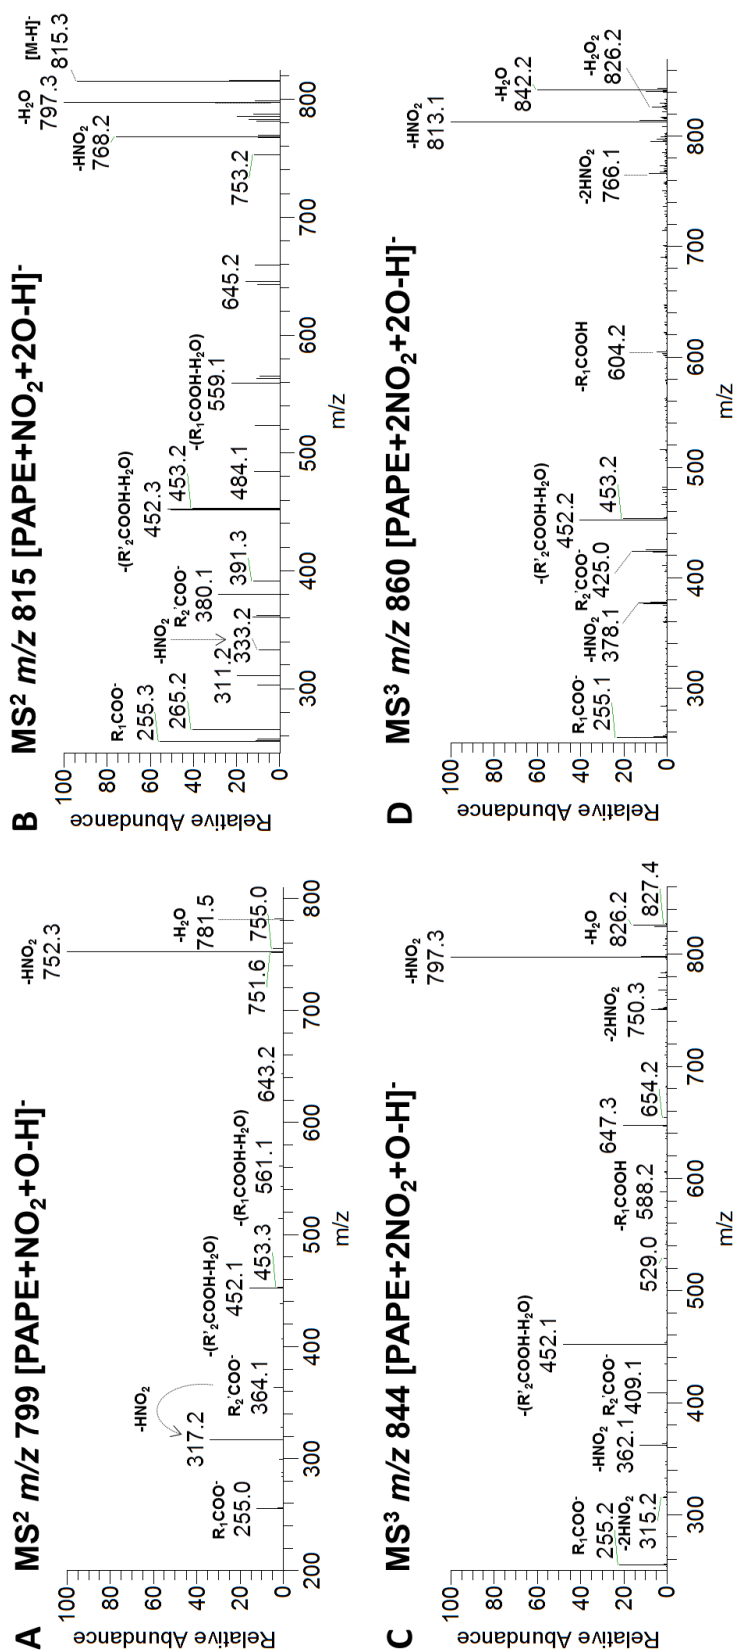 A MS² m/z 799 [PAPE+NO₂+O-H]⁻
Relative Abundance
100
80
60
40
20
0
R₁COO⁻
255.0
-HNO₂
317.2
R₂'COO⁻
364.1
-(R'₂COOH-H₂O)
452.1
453.3
-(R₁COOH-H₂O)
561.1
643.2
751.6
-HNO₂
752.3
755.0
-H₂O
781.5
200 300 400 500 600 700 800
m/z
B MS² m/z 815 [PAPE+NO₂+2O-H]⁻
Relative Abundance
100
80
60
40
20
0
R₁COO⁻
255.3
265.2
311.2
-HNO₂
333.2
R₂'COO⁻
380.1
391.3
-(R'₂COOH-H₂O)
452.3
453.2
484.1
-(R₁COOH-H₂O)
559.1
645.2
753.2
-HNO₂
768.2
-H₂O
797.3
[M-H]⁻
815.3
300 400 500 600 700 800
m/z
C MS³ m/z 844 [PAPE+2NO₂+O-H]⁻
Relative Abundance
100
80
60
40
20
0
R₁COO⁻
255.2
-2HNO₂
315.2
-HNO₂
362.1
R₂'COO⁻
409.1
-(R'₂COOH-H₂O)
452.1
529.0
-R₁COOH
588.2
647.3
654.2
-2HNO₂
750.3
-HNO₂
797.3
-H₂O
826.2
827.4
300 400 500 600 700 800
m/z
D MS³ m/z 860 [PAPE+2NO₂+2O-H]⁻
Relative Abundance
100
80
60
40
20
0
R₁COO⁻
255.1
-HNO₂
378.1
R₂'COO⁻
425.0
-(R'₂COOH-H₂O)
452.2
453.2
-R₁COOH
604.2
-2HNO₂
766.1
-HNO₂
813.1
-H₂O
842.2
-H₂O₂
826.2
300 400 500 600 700 800
m/z